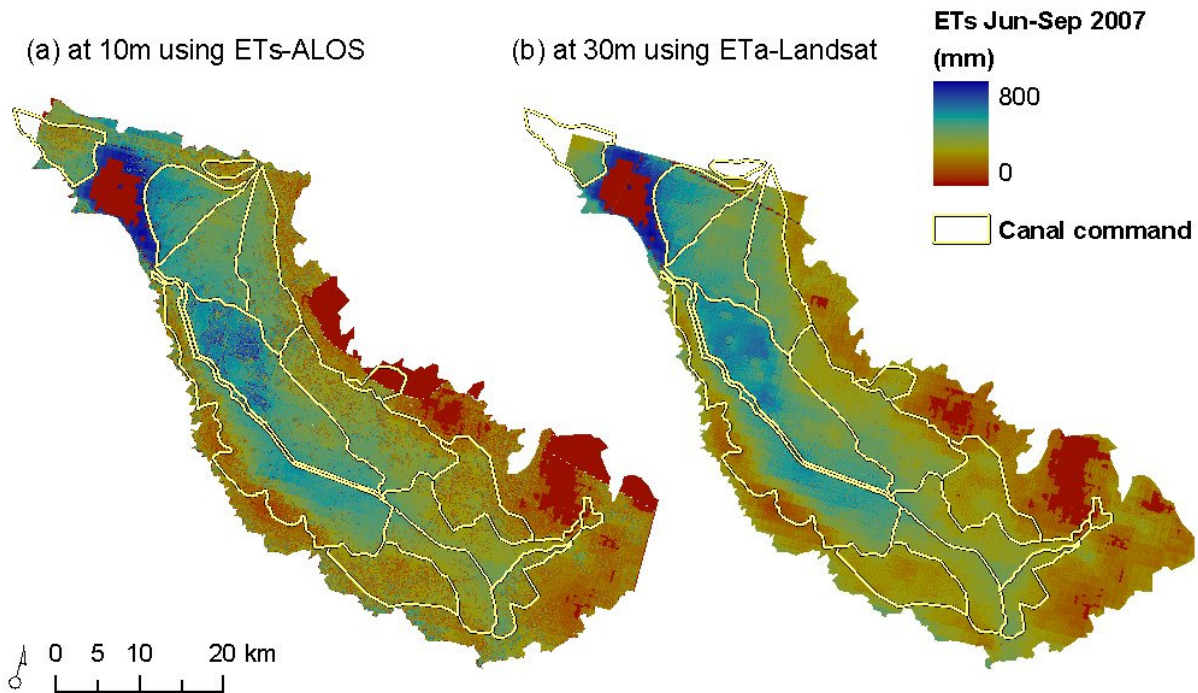 (a) at 10m using ETs-ALOS
(b) at 30m using ETa-Landsat
ETs Jun-Sep 2007
(mm)
800
0
Canal command
0 5 10 20 km